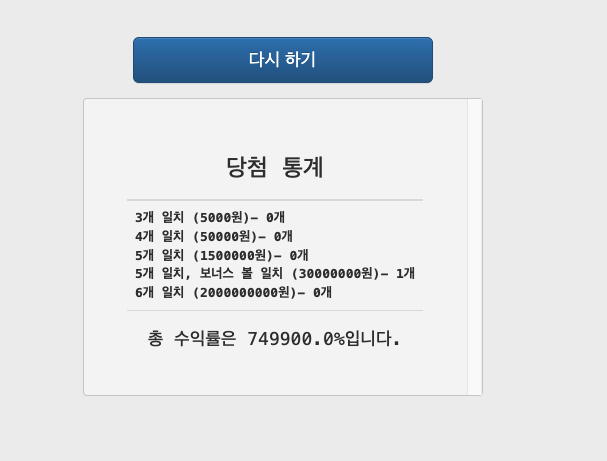 다시 하기
당첨 통계
3개 일치 (5000원)– 0개
4개 일치 (50000원)– 0개
5개 일치 (1500000원)– 0개
5개 일치, 보너스 볼 일치 (30000000원)– 1개
6개 일치 (2000000000원)– 0개
총 수익률은 749900.0%입니다.